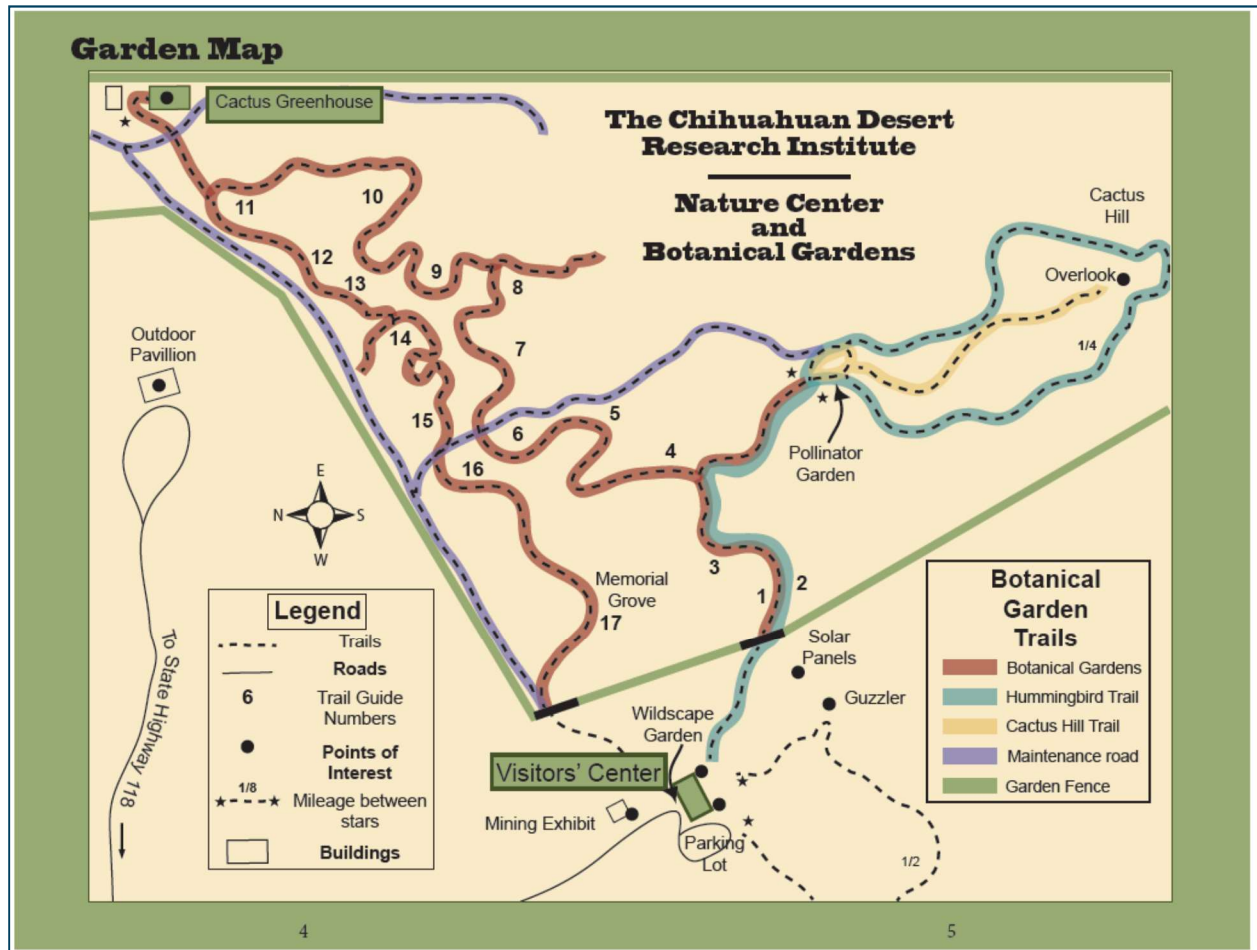 Garden Map
Cactus Greenhouse
The Chihuahuan Desert
Research Institute
Nature Center
and
Botanical Gardens
Cactus
Hill
Overlook
1/4
11
10
12
13
9
8
14
7
Outdoor
Pavillion
15
6
5
4
16
Pollinator
Garden
E
N
S
W
3
1
2
Memorial
Grove
17
To State Highway 118
Legend
Trails
Roads
6
Trail Guide
Numbers
Points of
Interest
1/8
Mileage between
stars
Buildings
Solar
Panels
Guzzler
Wildscape
Garden
Visitors' Center
Mining Exhibit
Parking
Lot
1/2
Botanical
Garden
Trails
Botanical Gardens
Hummingbird Trail
Cactus Hill Trail
Maintenance road
Garden Fence
4
5